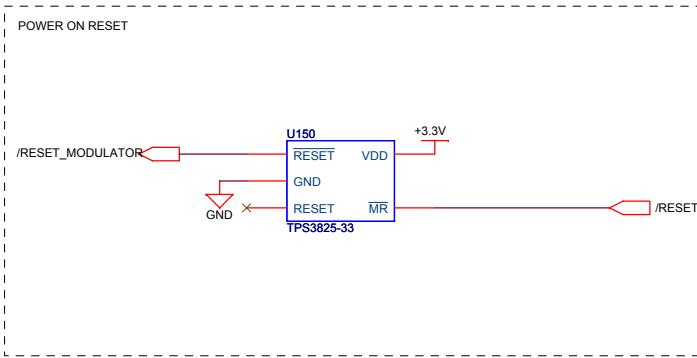 POWER ON RESET
+3.3V
U150
/RESET_MODULATOR
RESET VDD
GND
RESET MR
/RESET
GND
TPS3825-33